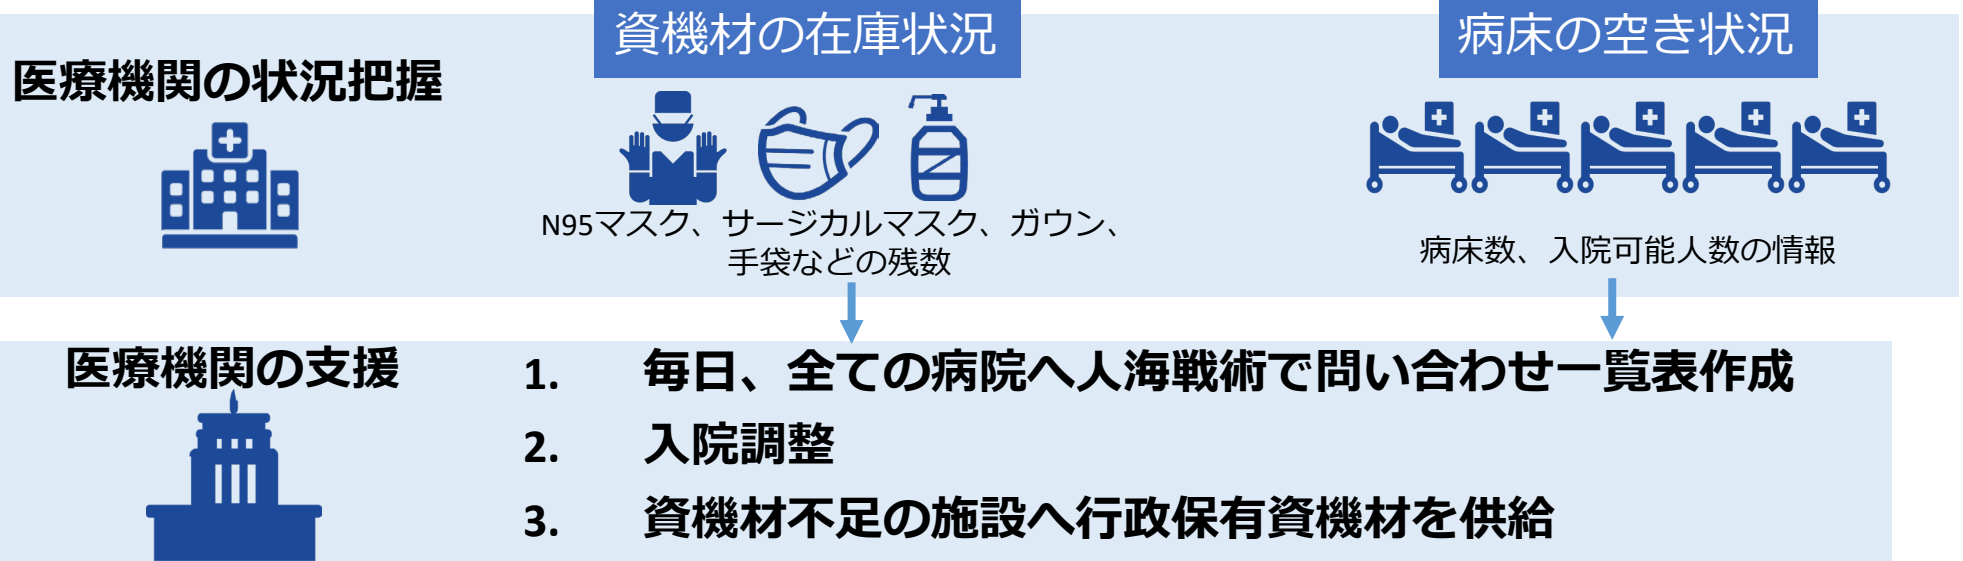 資機材の在庫状況
病床の空き状況
医療機関の状況把握
N95マスク、サージカルマスク、ガウン、
手袋などの残数
病床数、入院可能人数の情報
医療機関の支援
1. 毎日、全ての病院へ人海戦術で問い合わせ一覧表作成
2. 入院調整
3. 資機材不足の施設へ行政保有資機材を供給